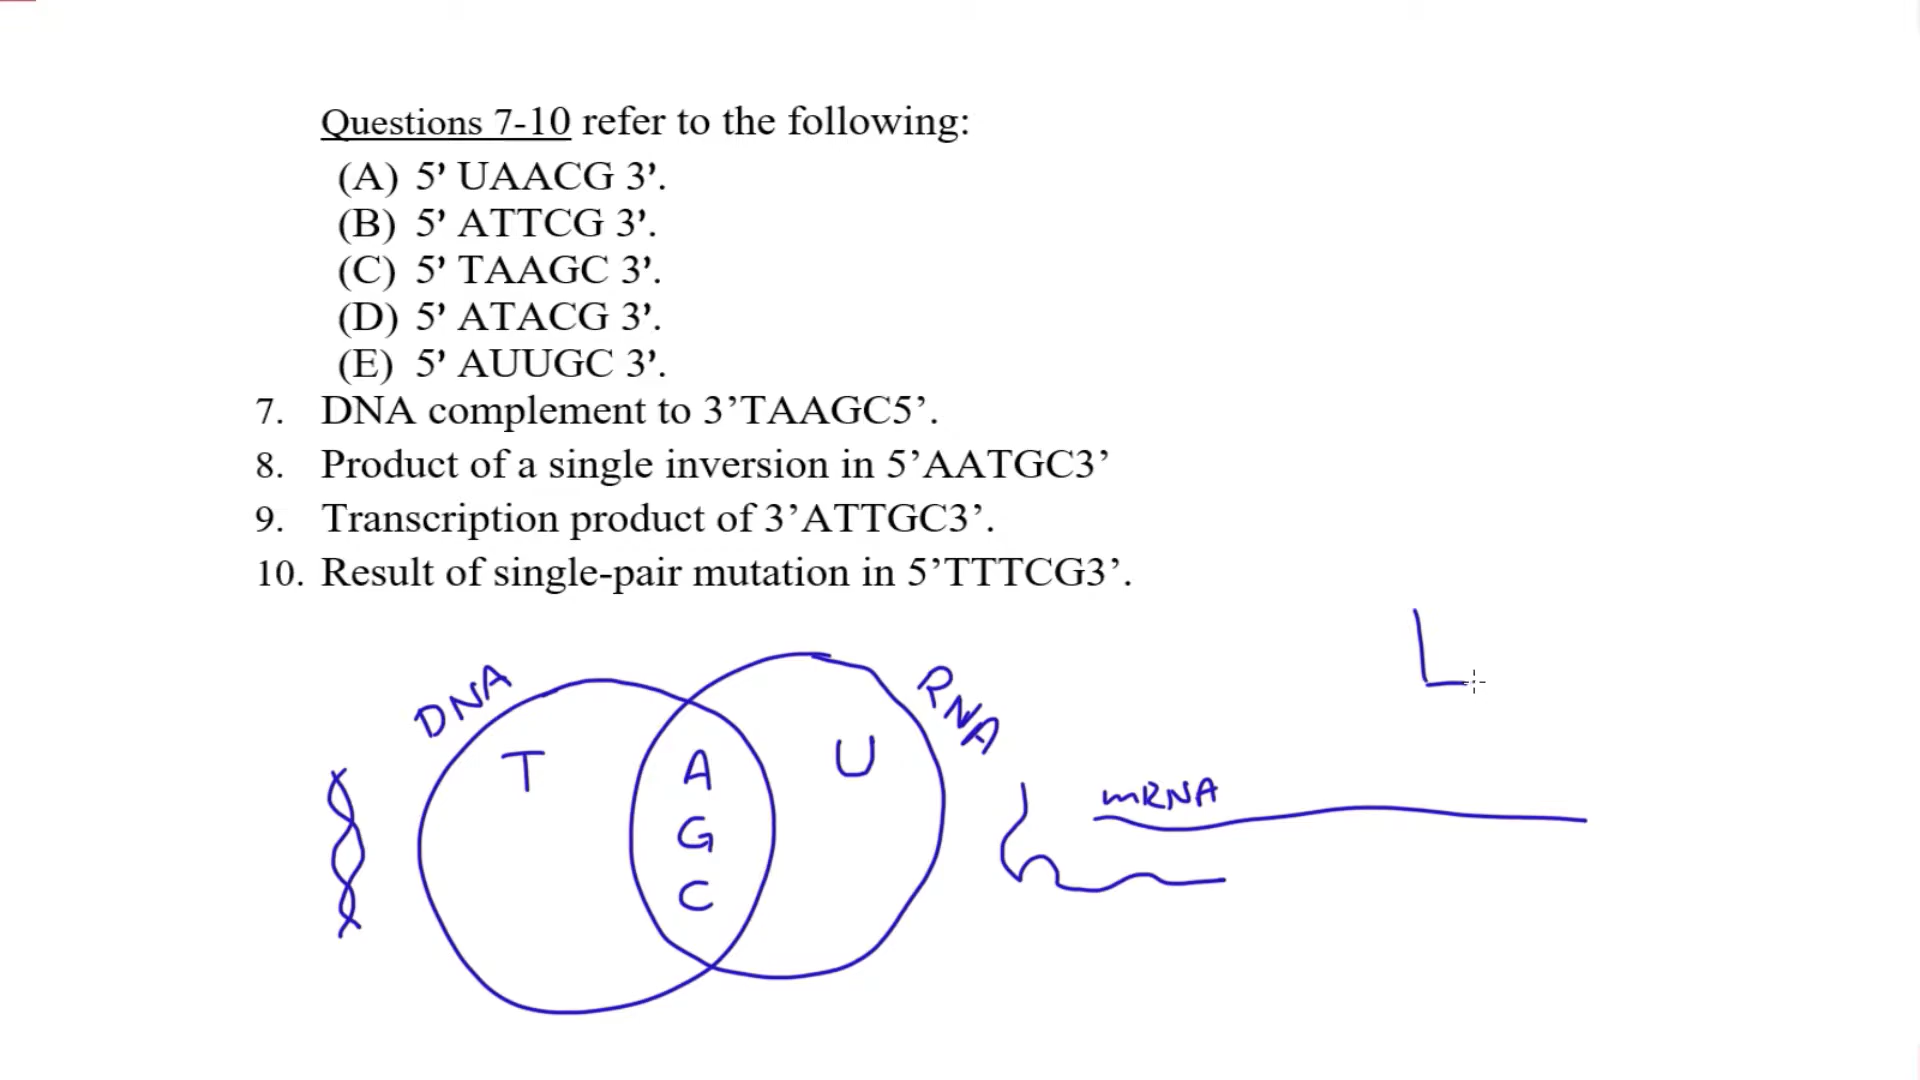 Questions 7-10 refer to the following:
(A) 5' UAACG 3'.
(B) 5' ATTCG 3'.
(C) 5' TAAGC 3'.
(D) 5' ATACG 3'.
(E) 5' AUUGC 3'.
7. DNA complement to 3’TAAGC5’.
8. Product of a single inversion in 5’AATGC3’
9. Transcription product of 3’ATTGC3’.
10. Result of single-pair mutation in 5’TTTCG3’.
DNA
RNA
T
A
G
C
U
mRNA